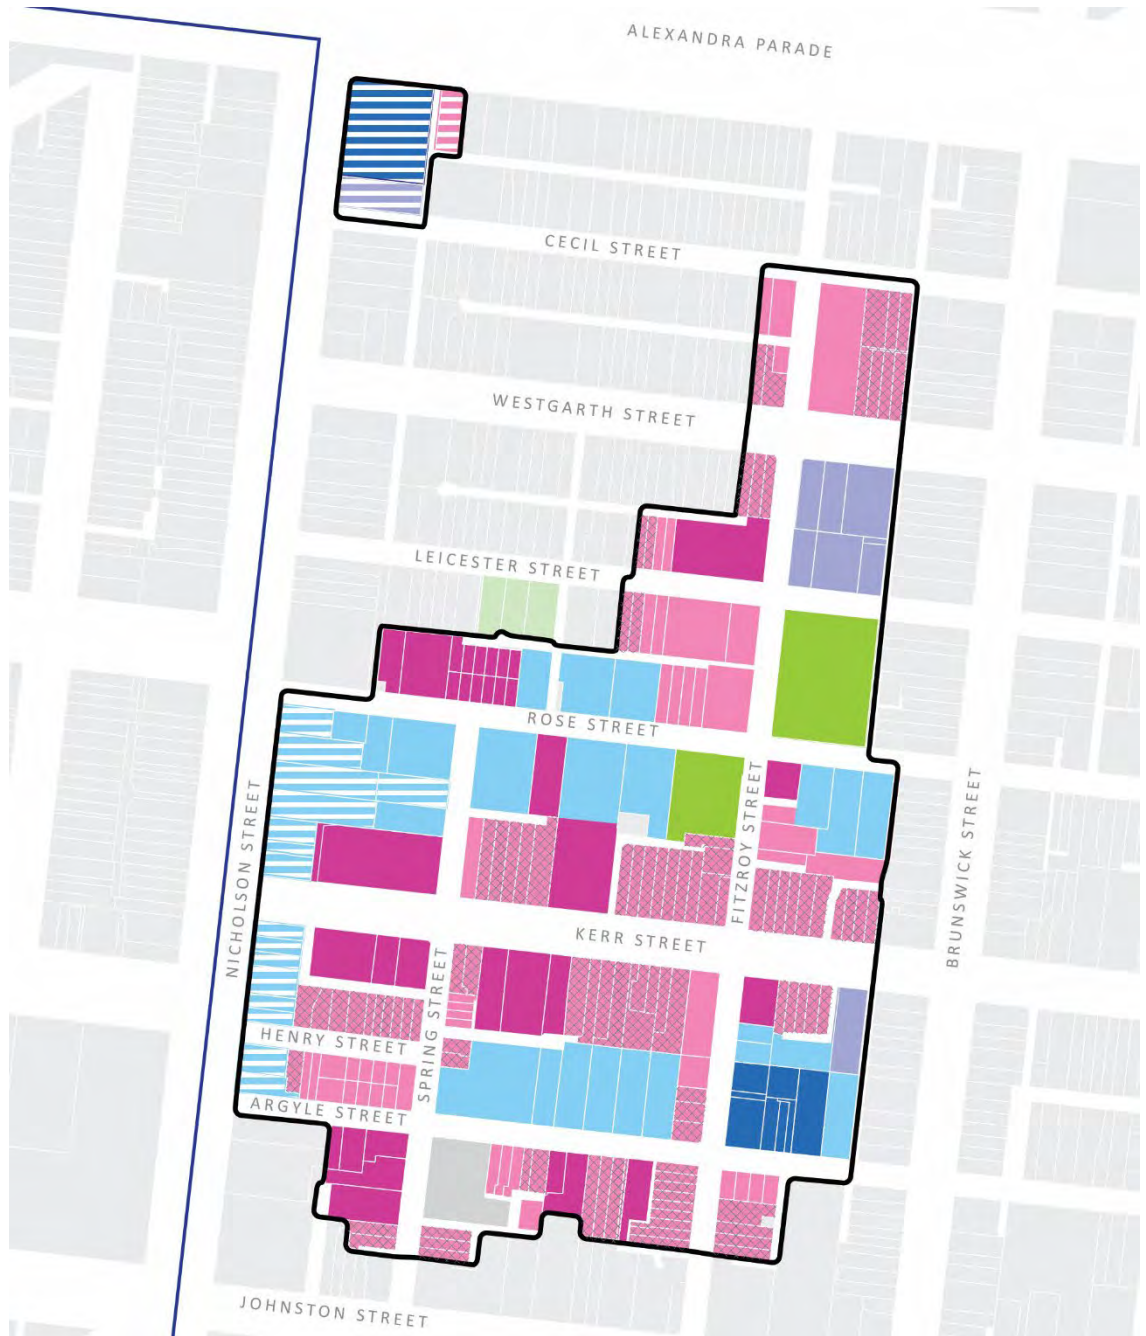 ALEXANDRA PARADE
CECIL STREET
WESTGARTH STREET
LEICESTER STREET
ROSE STREET
NICHOLSON STREET
FITZROY STREET
BRUNSWICK STREET
KERR STREET
SPRING STREET
HENRY STREET
ARGYLE STREET
JOHNSTON STREET